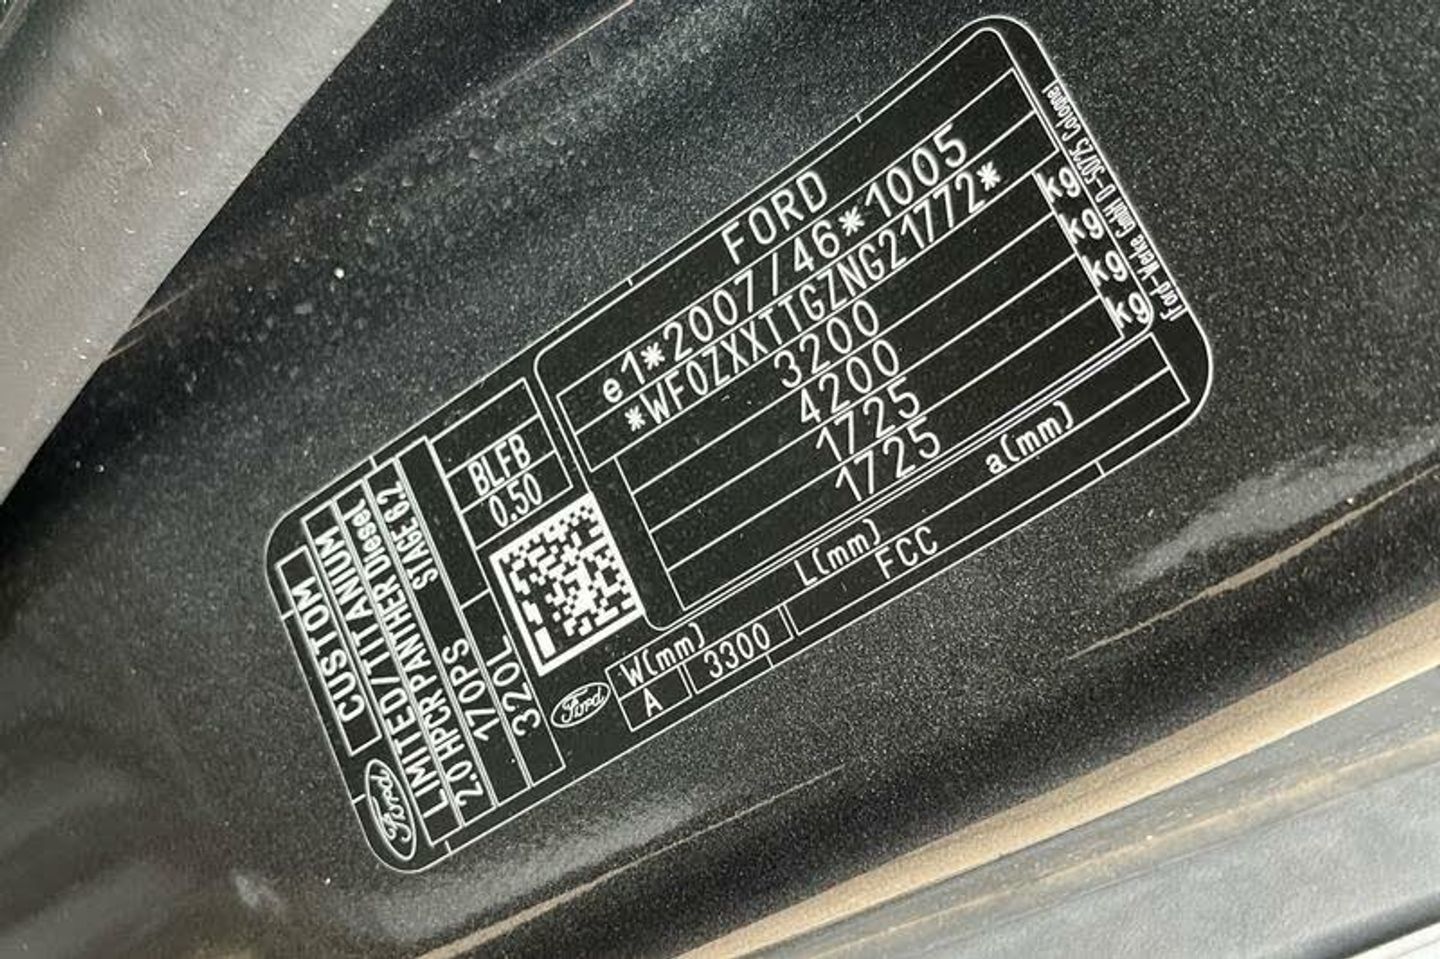 FORD
e1*2007/46*1005
*WF0ZXXTTGZNG21772*
3200 kg
4200 kg
1725 kg
1725 kg
Ford-Werke GmbH D-50725 Cologne
BLFB
0.50
CUSTOM
LIMITED/TITANIUM
2.0 HPCR PANTHER Diesel
170PS STAGE 6.2
320L
Ford
Ford
W(mm) L(mm) a(mm)
A 3300 FCC